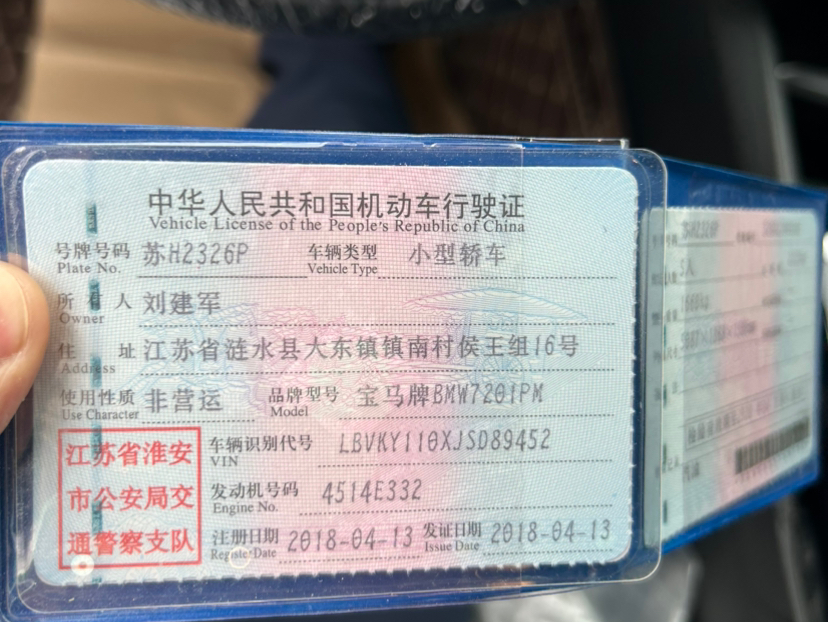 中华人民共和国机动车行驶证
Vehicle License of the People's Republic of China
号牌号码 苏H2326P 车辆类型 小型轿车
Plate No. Vehicle Type
所有人 刘建军
Owner
住址 江苏省涟水县大东镇镇南村侯王组16号
Address
使用性质 非营运 品牌型号 宝马牌BMW7201PM
Use Character Model
江苏省淮安
市公安局交
通警察支队
车辆识别代号 LBVKY110XJSD89452
VIN
发动机号码 4514E332
Engine No.
注册日期 2018-04-13 发证日期 2018-04-13
Register Date Issue Date